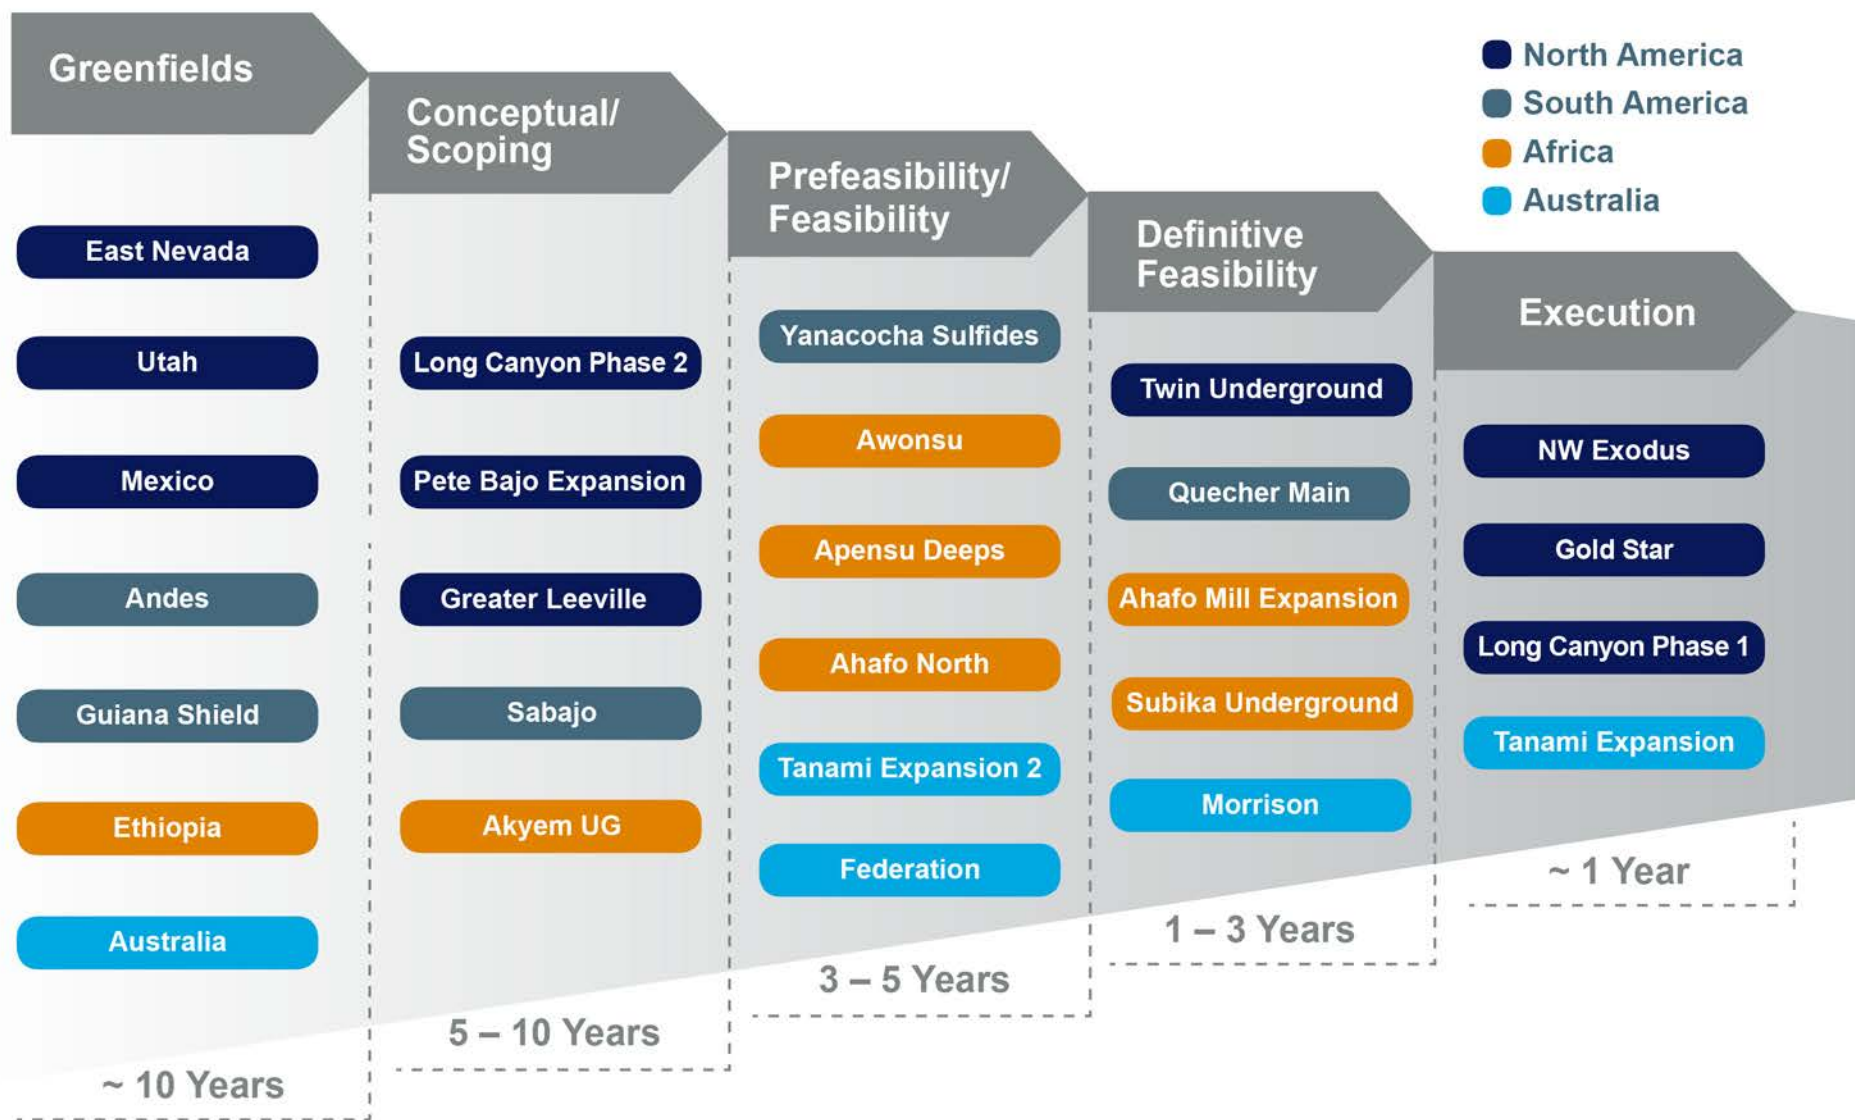 Greenfields
East Nevada
Utah
Mexico
Andes
Guiana Shield
Ethiopia
Australia
~ 10 Years
Conceptual/
Scoping
Long Canyon Phase 2
Pete Bajo Expansion
Greater Leeville
Sabajo
Akyem UG
5 – 10 Years
Prefeasibility/
Feasibility
Yanacocha Sulfides
Awonsu
Apensu Deeps
Ahafo North
Tanami Expansion 2
Federation
3 – 5 Years
Definitive
Feasibility
Twin Underground
Quecher Main
Ahafo Mill Expansion
Subika Underground
Morrison
1 – 3 Years
Execution
NW Exodus
Gold Star
Long Canyon Phase 1
Tanami Expansion
~ 1 Year
North America
South America
Africa
Australia